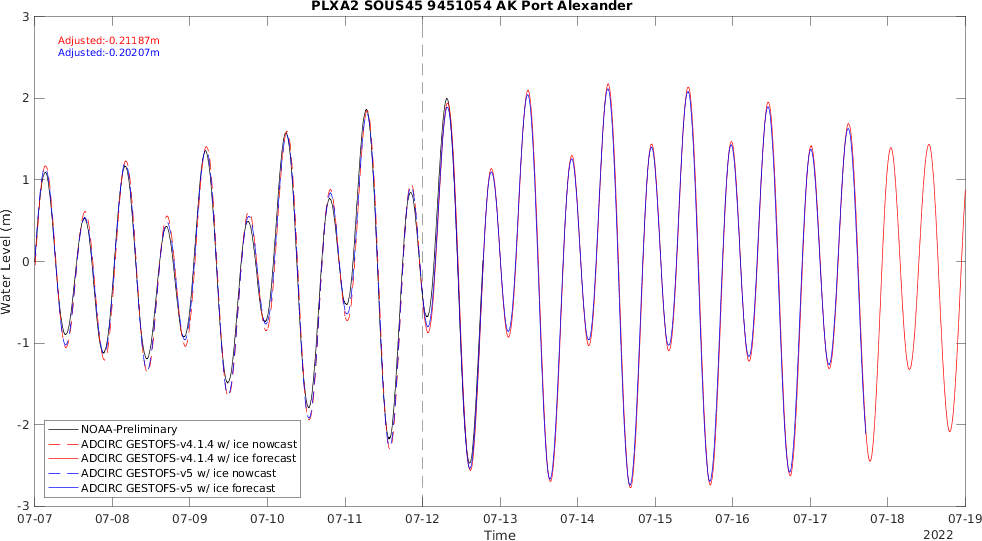 PLXA2 SOUS45 9451054 AK Port Alexander
Adjusted:-0.21187m
Adjusted:-0.20207m
3
2
1
0
-1
-2
-3
Water Level (m)
NOAA-Preliminary
ADCIRC GESTOFS-v4.1.4 w/ ice nowcast
ADCIRC GESTOFS-v4.1.4 w/ ice forecast
ADCIRC GESTOFS-v5 w/ ice nowcast
ADCIRC GESTOFS-v5 w/ ice forecast
07-07 07-08 07-09 07-10 07-11 07-12 07-13 07-14 07-15 07-16 07-17 07-18 07-19
Time
2022